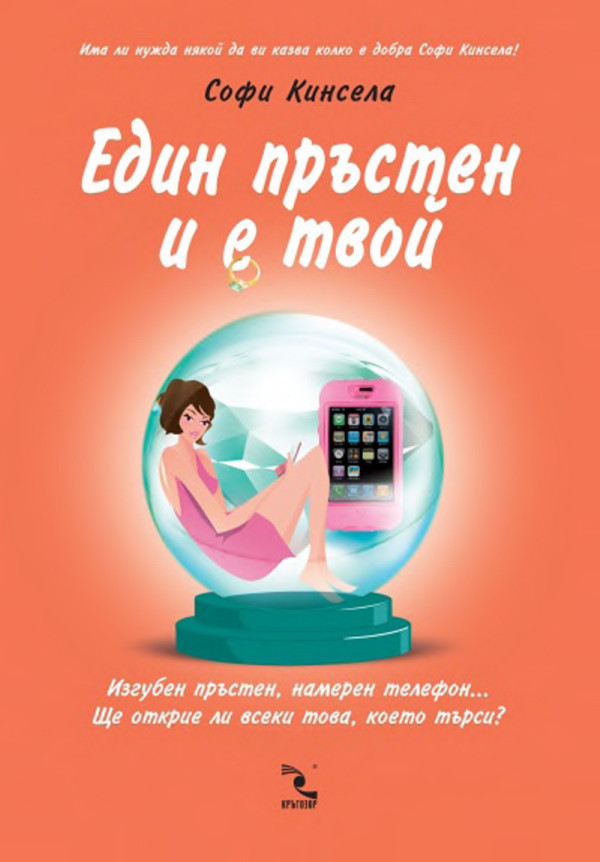 Има ли нужда някой да ви казва колко е добра Софи Кинсела!
Софи Кинсела
Един пръстен
и е твой
Изгубен пръстен, намерен телефон...
Ще открие ли всеки това, което търси?
®
КРЪГОЗОР